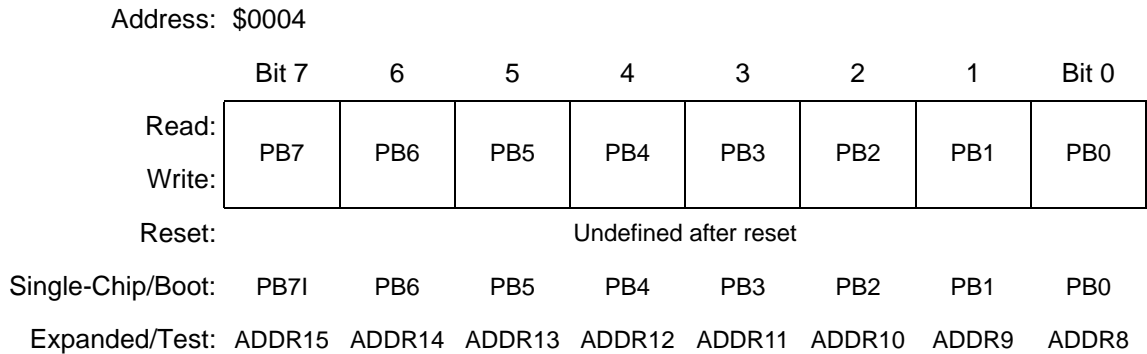 Address: $0004
Bit 7 6 5 4 3 2 1 Bit 0
Read:
PB7 PB6 PB5 PB4 PB3 PB2 PB1 PB0
Write:
Reset: Undefined after reset
Single-Chip/Boot: PB7I PB6 PB5 PB4 PB3 PB2 PB1 PB0
Expanded/Test: ADDR15 ADDR14 ADDR13 ADDR12 ADDR11 ADDR10 ADDR9 ADDR8